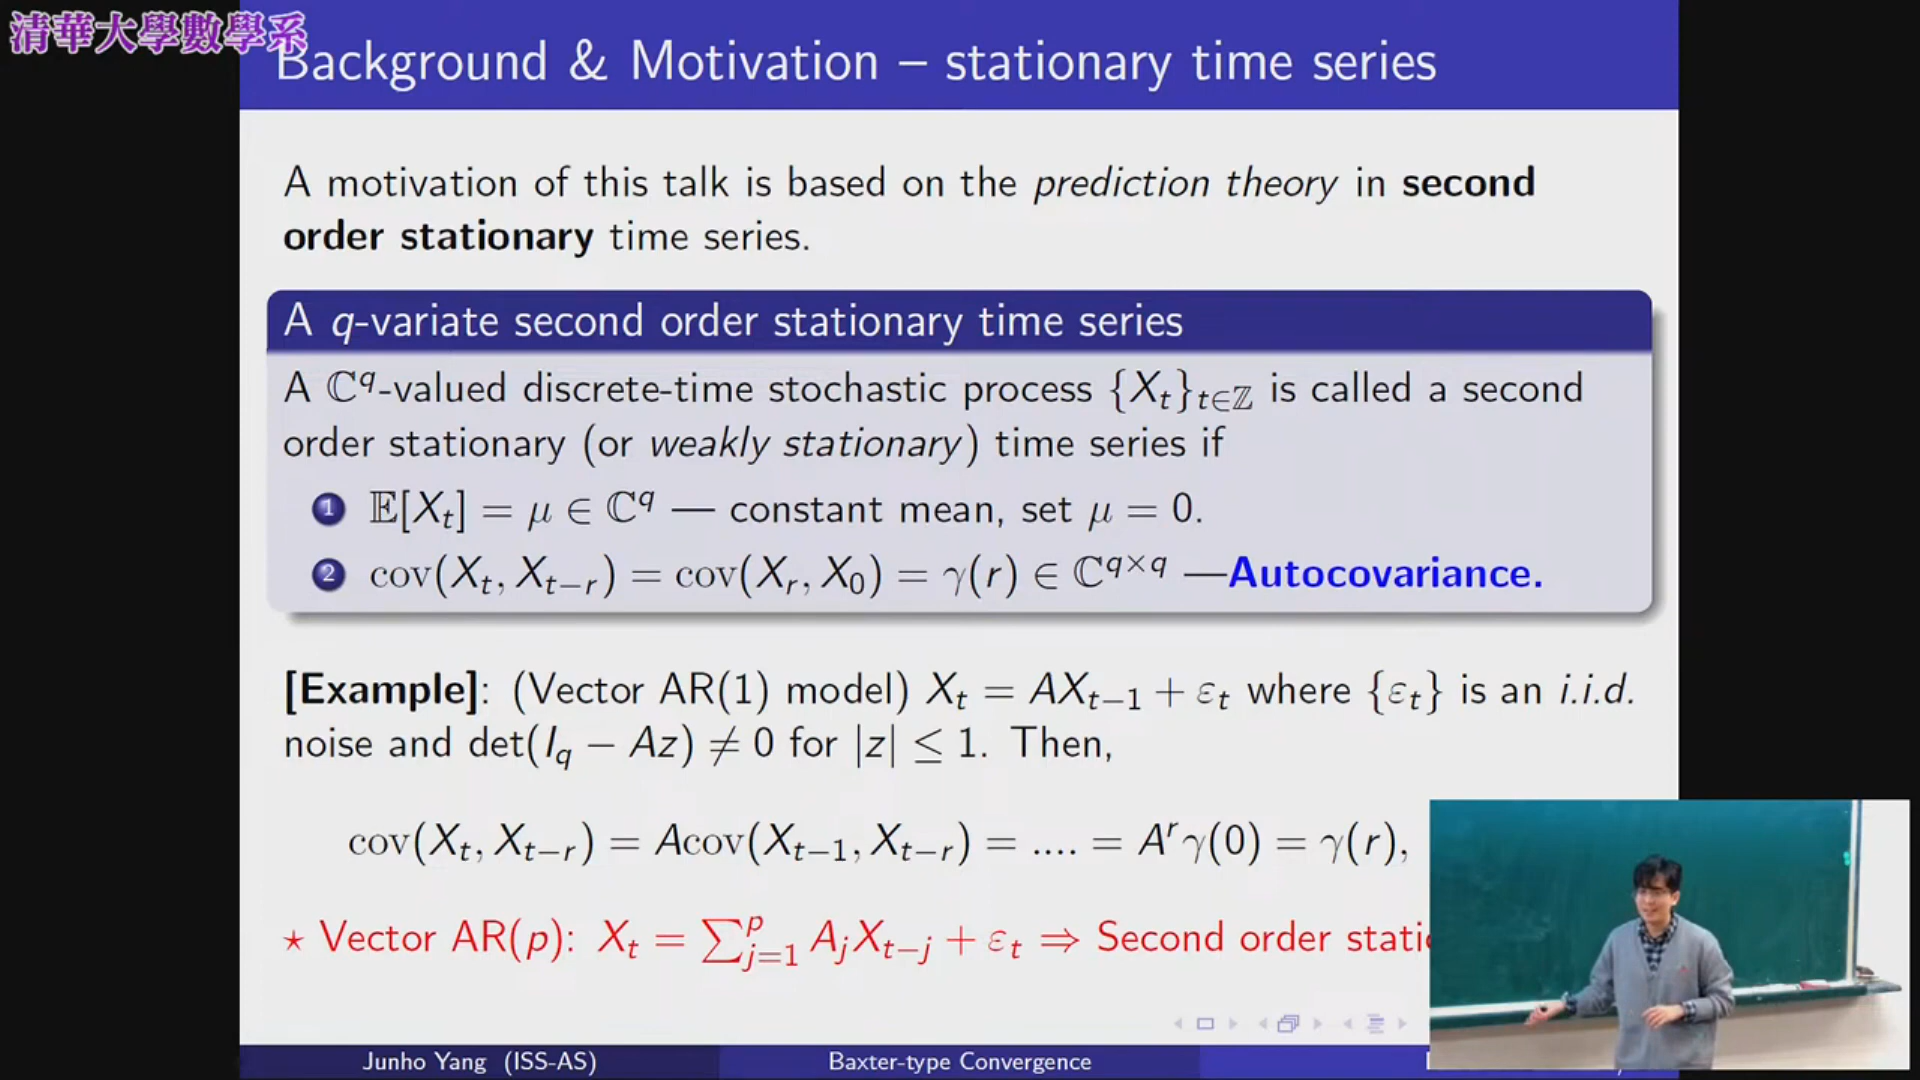 清華大學數學系
Background & Motivation – stationary time series
A motivation of this talk is based on the prediction theory in second
order stationary time series.
A q-variate second order stationary time series
A ℂ^q-valued discrete-time stochastic process {X_t}_{t∈ℤ} is called a second
order stationary (or weakly stationary) time series if
1 𝔼[X_t] = μ ∈ ℂ^q — constant mean, set μ = 0.
2 cov(X_t, X_{t−r}) = cov(X_r, X_0) = γ(r) ∈ ℂ^{q×q} —Autocovariance.
[Example]: (Vector AR(1) model) X_t = AX_{t−1} + ε_t where {ε_t} is an i.i.d.
noise and det(I_q − Az) ≠ 0 for |z| ≤ 1. Then,
cov(X_t, X_{t−r}) = Acov(X_{t−1}, X_{t−r}) = .... = A^r γ(0) = γ(r),
⋆ Vector AR(p): X_t = ∑_{j=1}^{p} A_j X_{t−j} + ε_t ⇒ Second order
Junho Yang (ISS-AS) Baxter-type Convergence